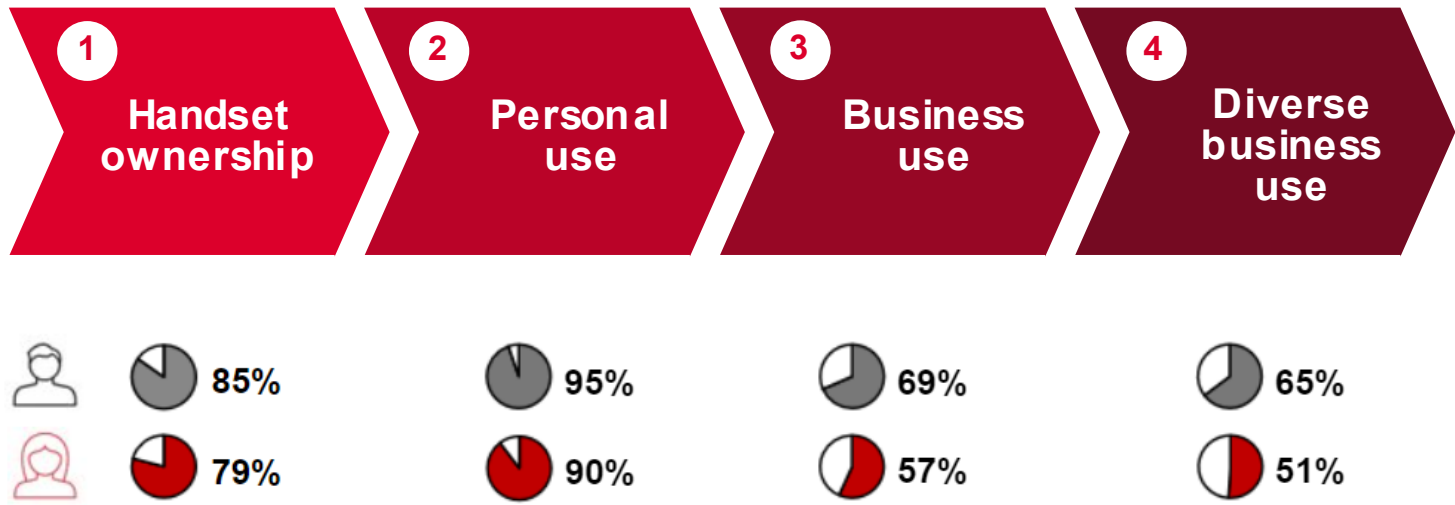 1
Handset
ownership
2
Personal
use
3
Business
use
4
Diverse
business
use
85%
95%
69%
65%
79%
90%
57%
51%